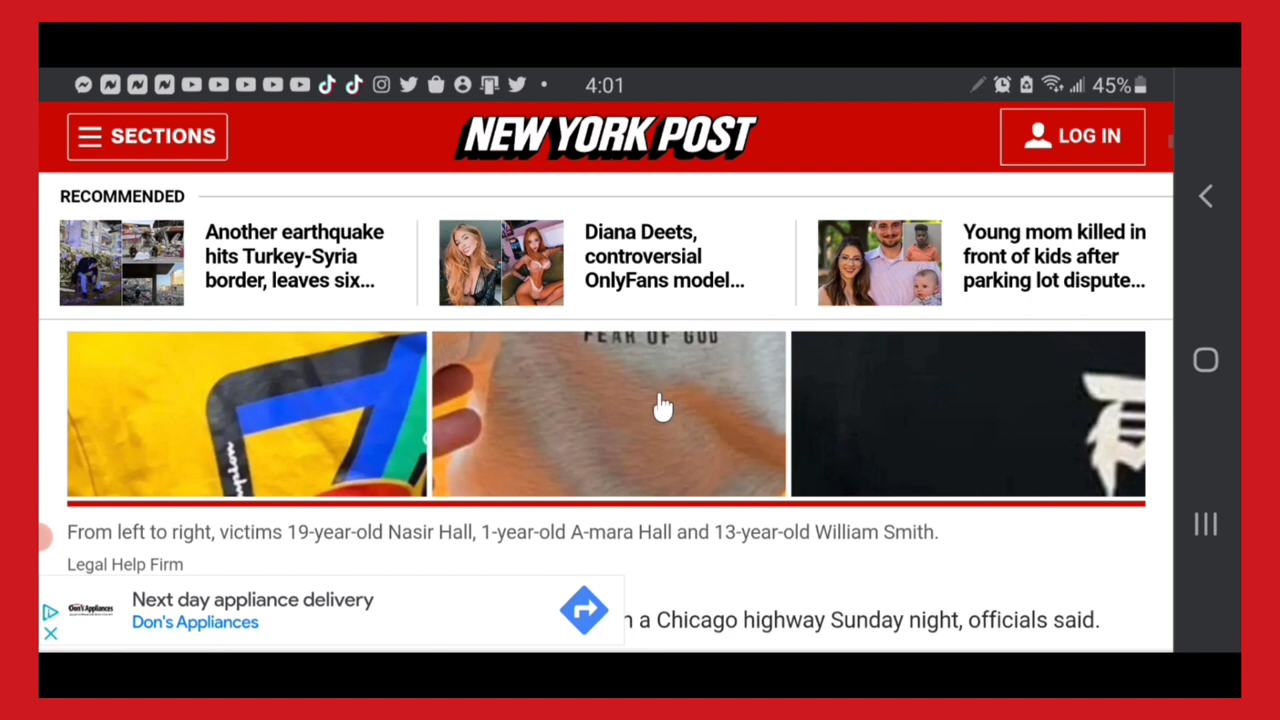 4:01
45%
SECTIONS
NEW YORK POST
LOG IN
RECOMMENDED
Another earthquake
hits Turkey-Syria
border, leaves six...
Diana Deets,
controversial
OnlyFans model...
Young mom killed in
front of kids after
parking lot dispute...
FEAR OF GOD
From left to right, victims 19-year-old Nasir Hall, 1-year-old A-mara Hall and 13-year-old William Smith.
Legal Help Firm
Don's Appliances
Next day appliance delivery
Don's Appliances
a Chicago highway Sunday night, officials said.